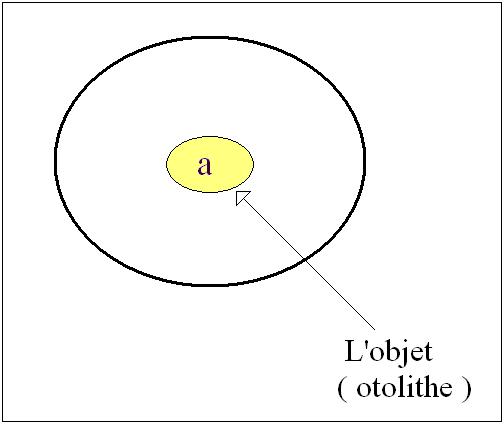 a
L'objet
( otolithe )